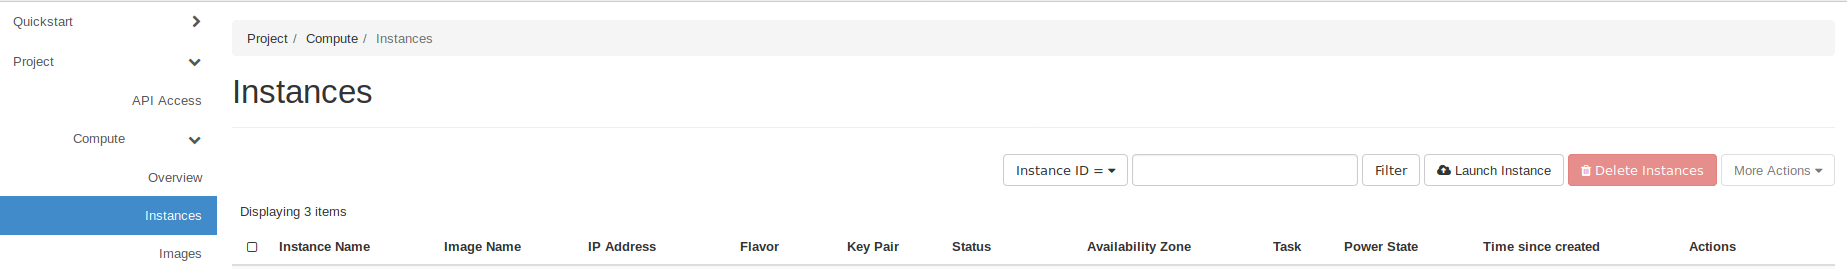 Quickstart
Project
API Access
Compute
Overview
Instances
Images
Project / Compute / Instances
Instances
Instance ID = Filter Launch Instance Delete Instances More Actions
Displaying 3 items
Instance Name Image Name IP Address Flavor Key Pair Status Availability Zone Task Power State Time since created Actions